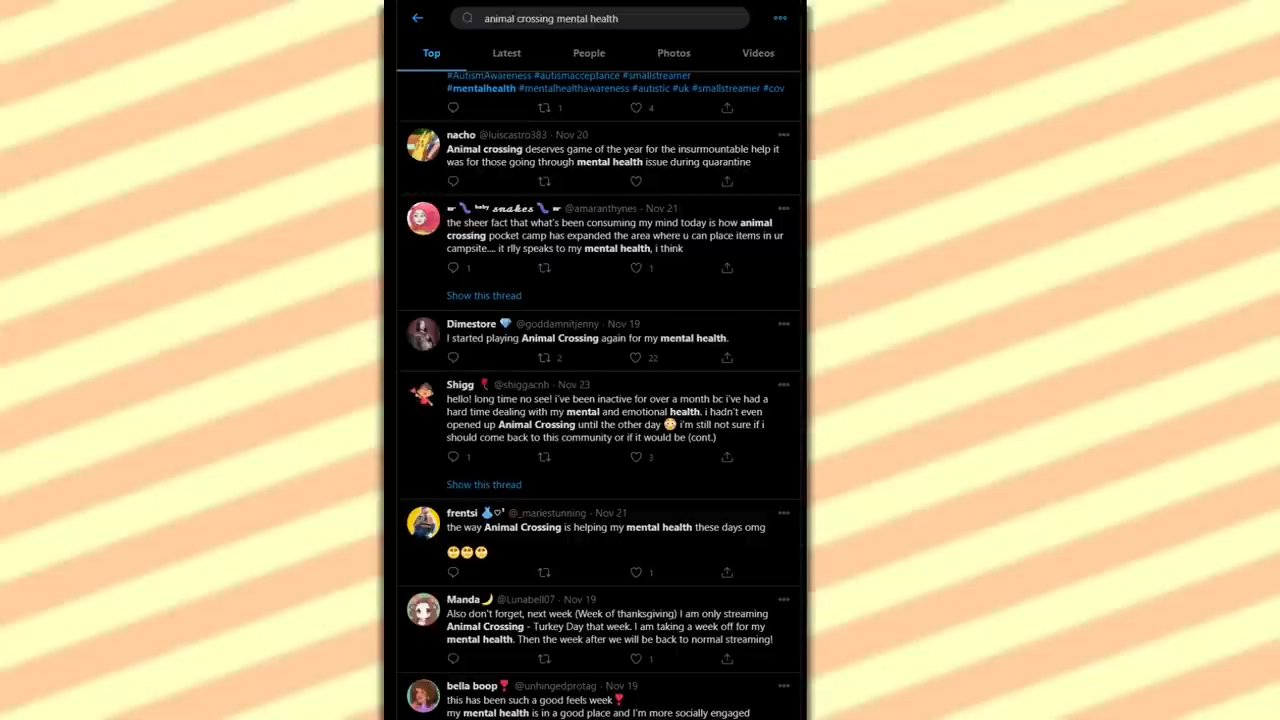 animal crossing mental health
Top Latest People Photos Videos
#AutismAwareness #autismacceptance #smallstreamer
#mentalhealth #mentalhealthawareness #autistic #uk #smallstreamer #cov
1 4
nacho @luiscastro383 · Nov 20
Animal crossing deserves game of the year for the insurmountable help it
was for those going through mental health issue during quarantine
baby snakes @amaranthynes · Nov 21
the sheer fact that what's been consuming my mind today is how animal
crossing pocket camp has expanded the area where u can place items in ur
campsite.... it rlly speaks to my mental health, i think
1 1
Show this thread
Dimestore 💎 @goddamnitjenny · Nov 19
I started playing Animal Crossing again for my mental health.
2 22
Shigg 🌹 @shiggacnh · Nov 23
hello! long time no see! i've been inactive for over a month bc i've had a
hard time dealing with my mental and emotional health. i hadn't even
opened up Animal Crossing until the other day 😳 i'm still not sure if i
should come back to this community or if it would be (cont.)
1 3
Show this thread
frentsi 👗♡¹ @_mariestunning · Nov 21
the way Animal Crossing is helping my mental health these days omg
🙄🙄🙄
1
Manda🌙 @Lunabell07 · Nov 19
Also don't forget, next week (Week of thanksgiving) I am only streaming
Animal Crossing - Turkey Day that week. I am taking a week off for my
mental health. Then the week after we will be back to normal streaming!
1
bella boop❣️ @unhingedprotag · Nov 19
this has been such a good feels week❣️
my mental health is in a good place and I'm more socially engaged